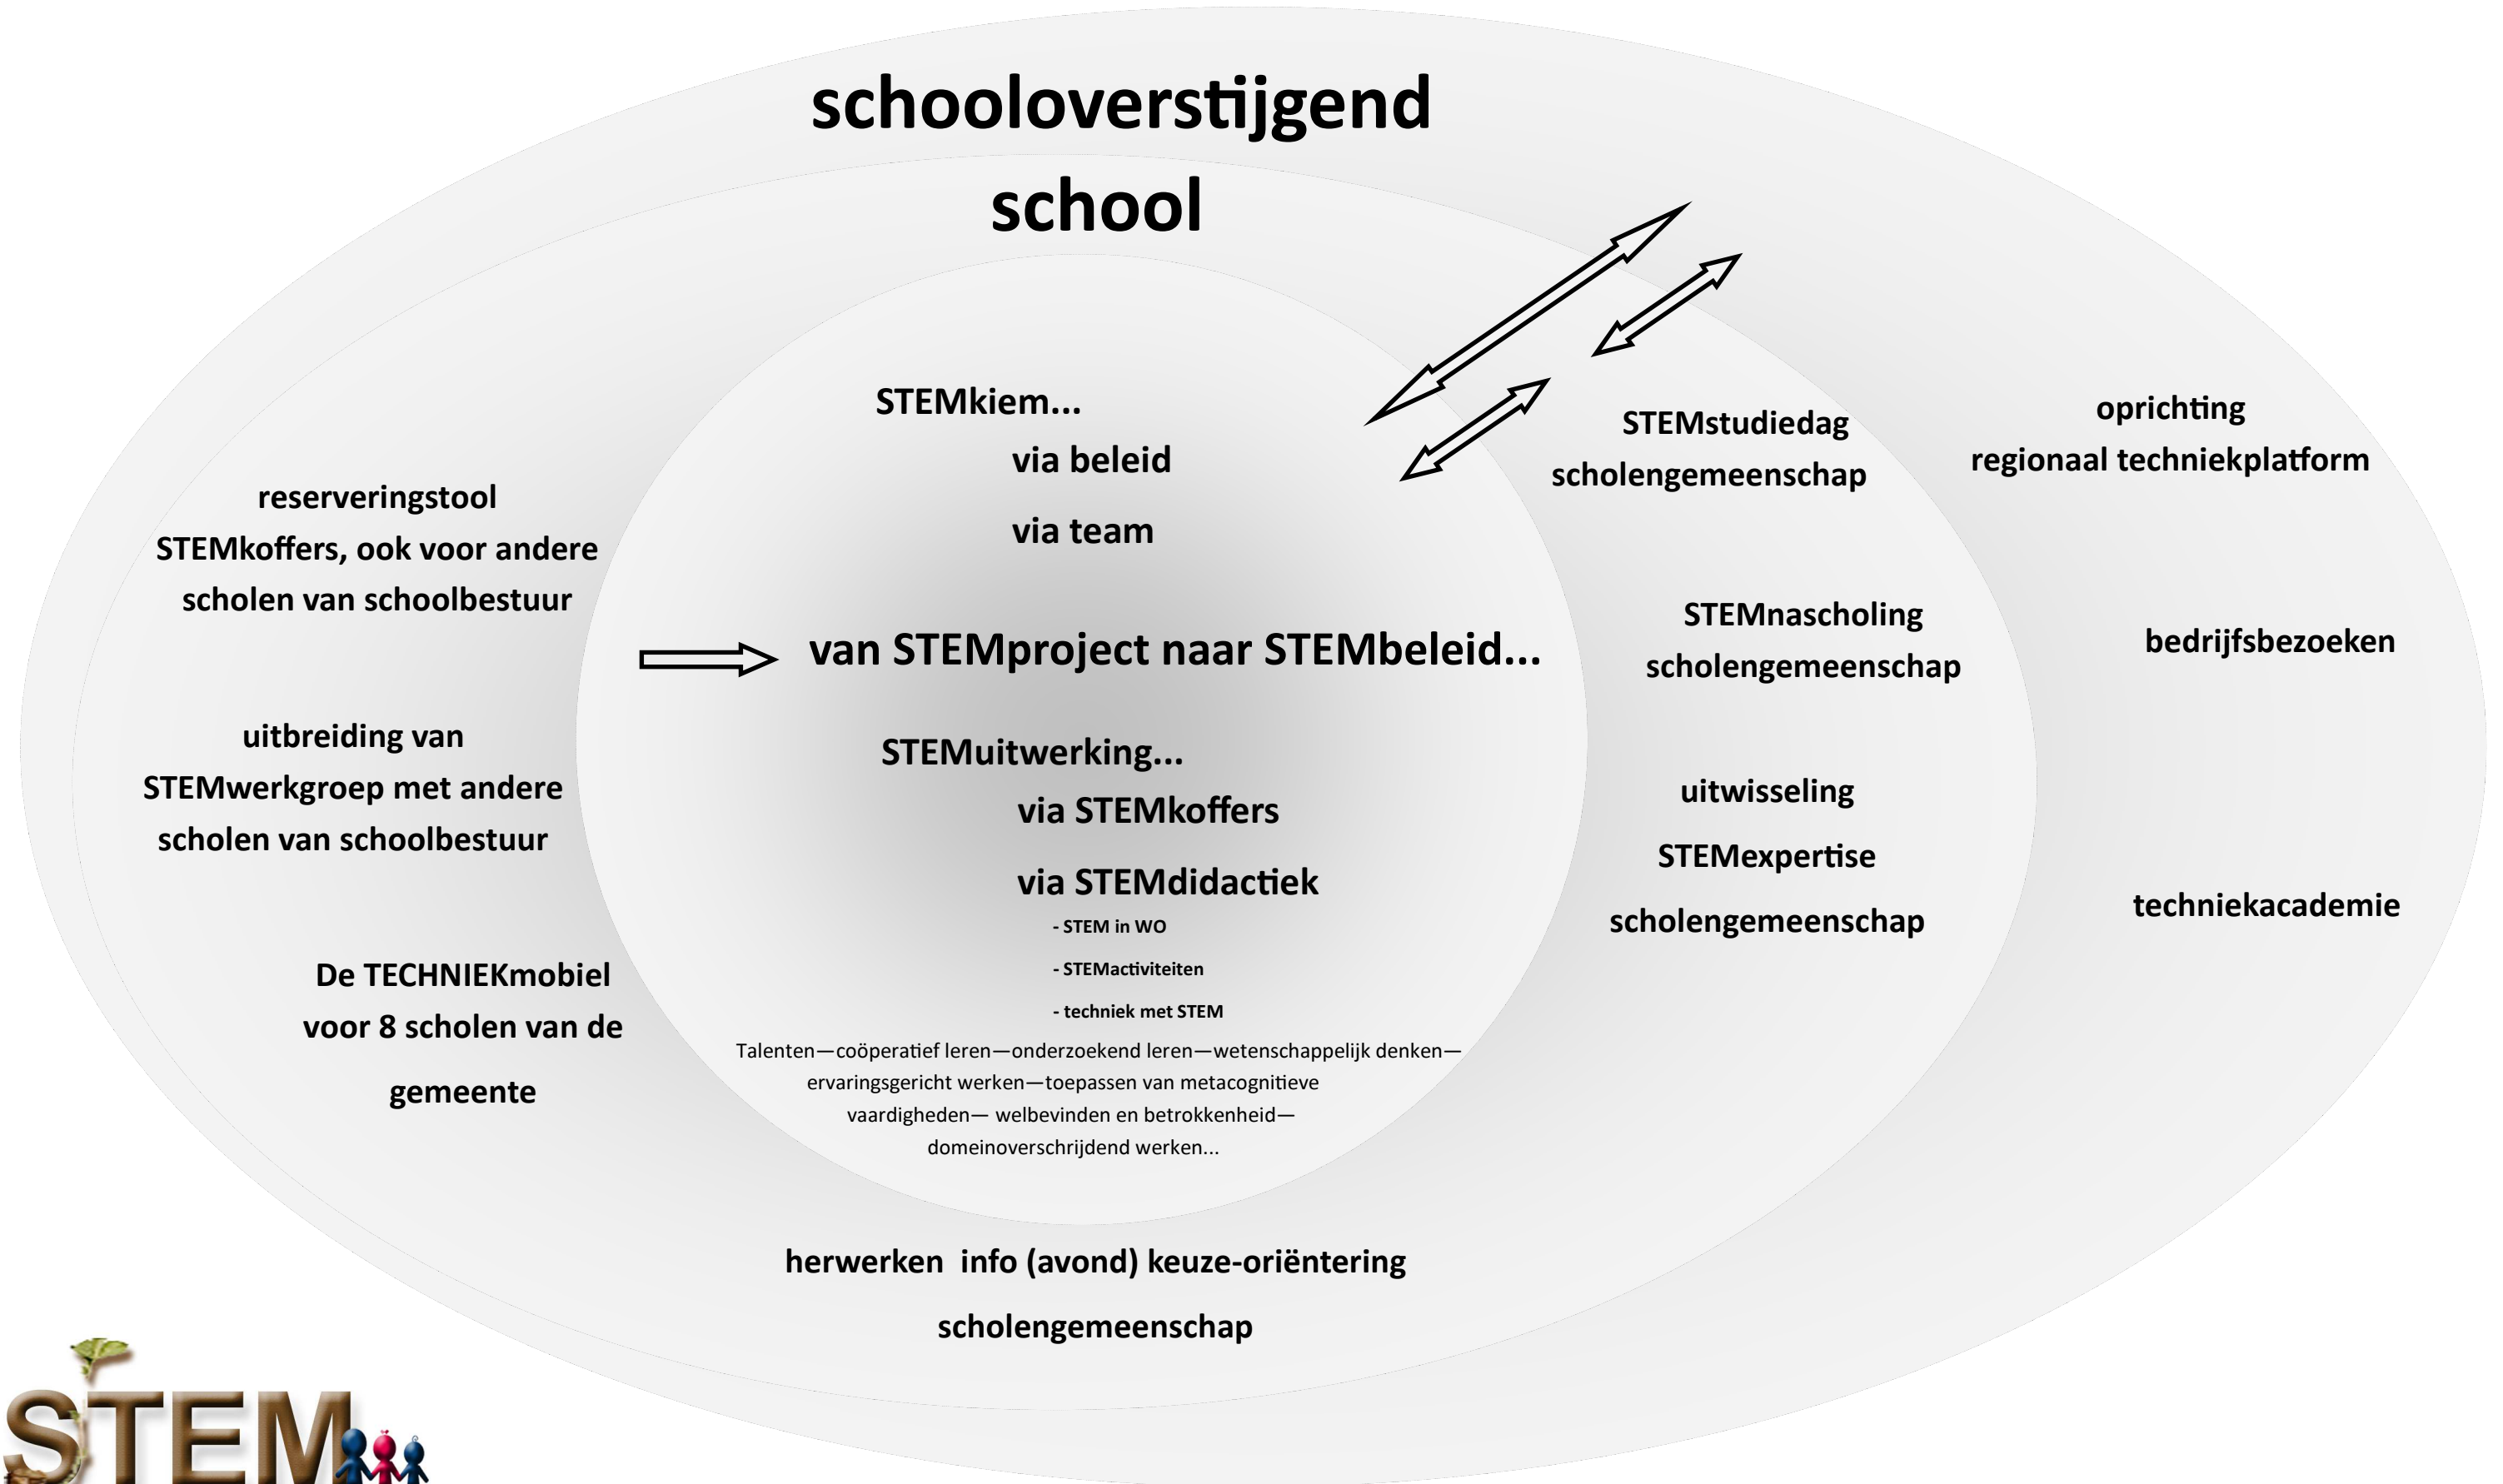 schooloverstijgend
school
STEMkiem...
via beleid
via team
van STEMproject naar STEMbeleid...
STEMuitwerking...
via STEMkoffers
via STEMdidactiek
- STEM in WO
- STEMactiviteiten
- techniek met STEM
Talenten—coöperatief leren—onderzoekend leren—wetenschappelijk denken—
ervaringsgericht werken—toepassen van metacognitieve
vaardigheden— welbevinden en betrokkenheid—
domeinoverschrijdend werken...
reserveringstool
STEMkoffers, ook voor andere
scholen van schoolbestuur
uitbreiding van
STEMwerkgroep met andere
scholen van schoolbestuur
De TECHNIEKmobiel
voor 8 scholen van de
gemeente
STEMstudiedag
scholengemeenschap
STEMnascholing
scholengemeenschap
uitwisseling
STEMexpertise
scholengemeenschap
oprichting
regionaal techniekplatform
bedrijfsbezoeken
techniekacademie
herwerken  info (avond) keuze-oriëntering
scholengemeenschap
STEM